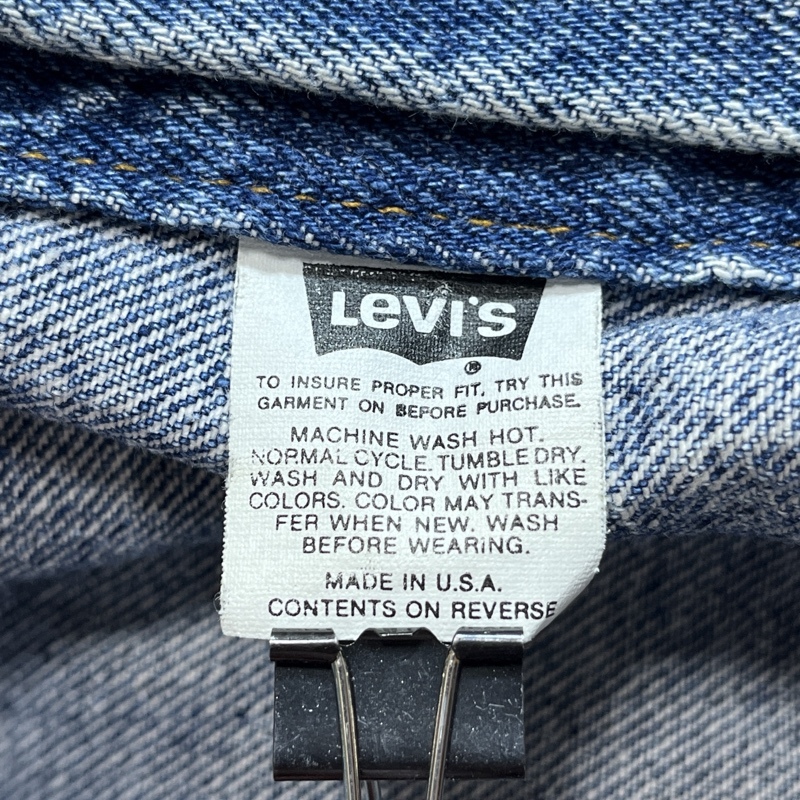 LEVI'S
®
TO INSURE PROPER FIT, TRY THIS
GARMENT ON BEFORE PURCHASE.
MACHINE WASH HOT.
NORMAL CYCLE. TUMBLE DRY.
WASH AND DRY WITH LIKE
COLORS. COLOR MAY TRANS-
FER WHEN NEW. WASH
BEFORE WEARING.
MADE IN U.S.A.
CONTENTS ON REVERSE